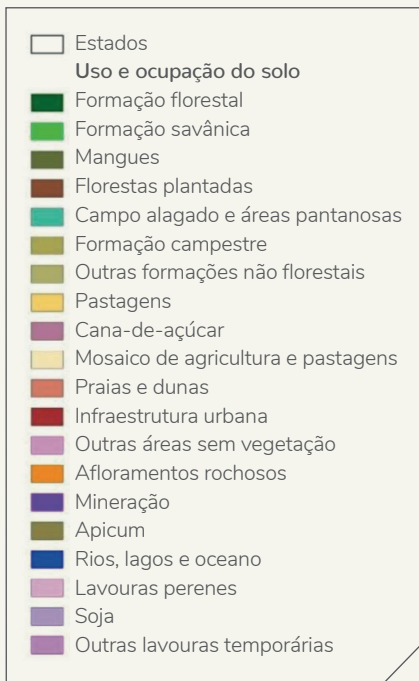 Estados
Uso e ocupação do solo
Formação florestal
Formação savânica
Mangues
Florestas plantadas
Campo alagado e áreas pantanosas
Formação campestre
Outras formações não florestais
Pastagens
Cana-de-açúcar
Mosaico de agricultura e pastagens
Praias e dunas
Infraestrutura urbana
Outras áreas sem vegetação
Afloramentos rochosos
Mineração
Apicum
Rios, lagos e oceano
Lavouras perenes
Soja
Outras lavouras temporárias